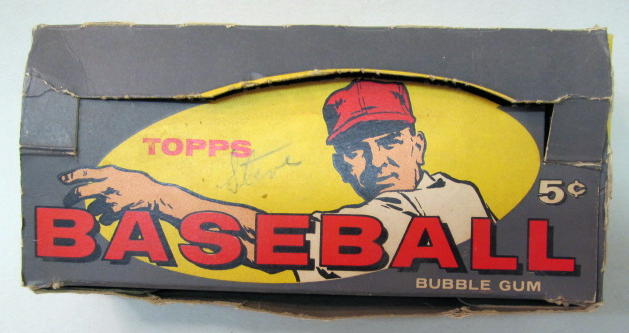 TOPPS
Steve
5¢
BASEBALL
BUBBLE GUM